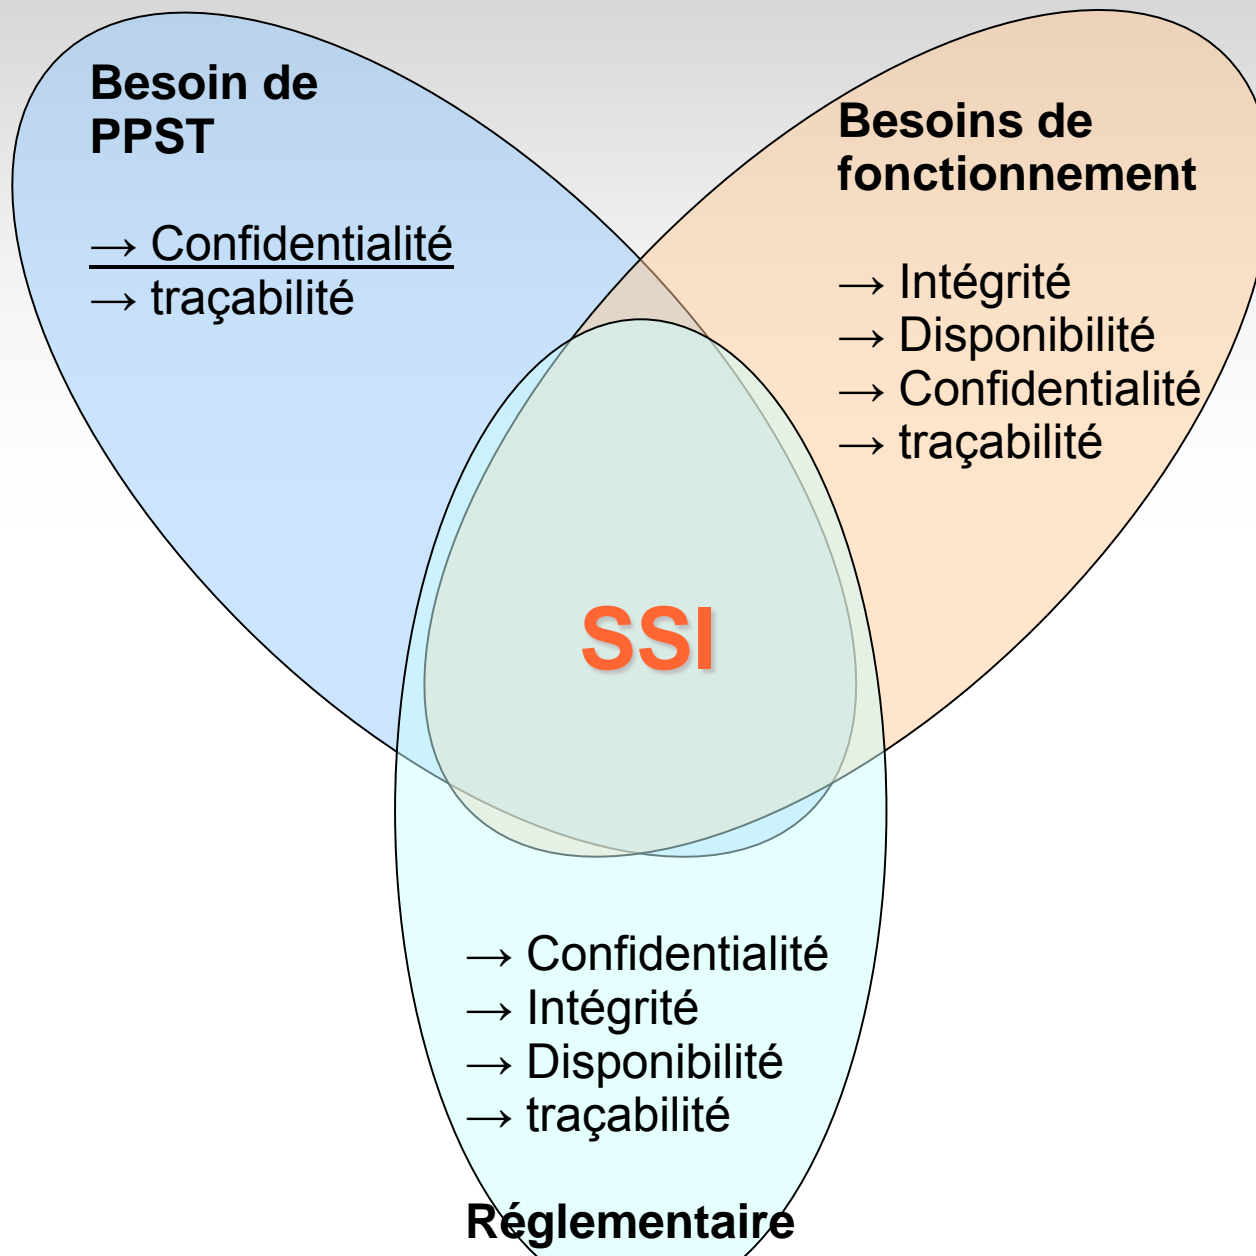 Besoin de
PPST
→ Confidentialité
→ traçabilité
Besoins de
fonctionnement
→ Intégrité
→ Disponibilité
→ Confidentialité
→ traçabilité
SSI
→ Confidentialité
→ Intégrité
→ Disponibilité
→ traçabilité
Réglementaire